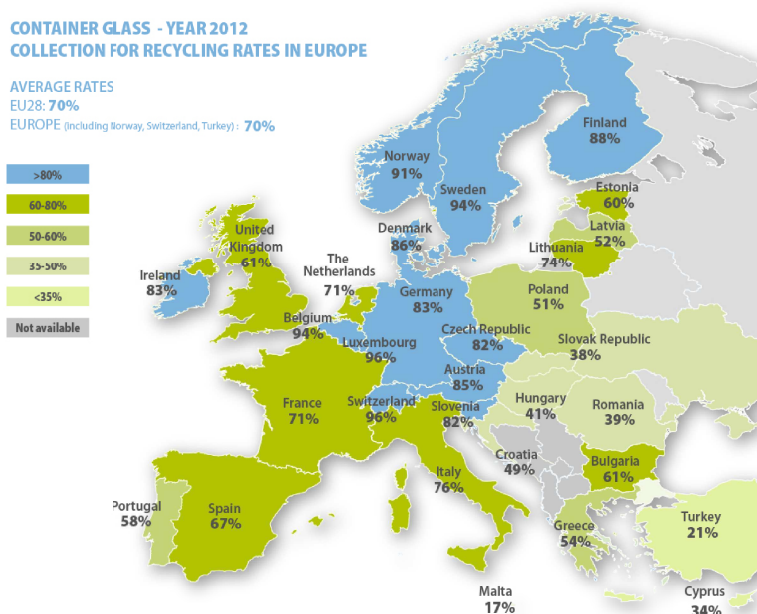 CONTAINER GLASS - YEAR 2012
COLLECTION FOR RECYCLING RATES IN EUROPE
AVERAGE RATES
EU28: 70%
EUROPE (including Norway, Switzerland, Turkey) : 70%
>80%
60-80%
50-60%
35-50%
<35%
Not available
Finland
88%
Norway
91%
Sweden
94%
Estonia
60%
Latvia
52%
Lithuania
74%
Denmark
86%
United
Kingdom
61%
Ireland
83%
The
Netherlands
71%
Germany
83%
Poland
51%
Belgium
94%
Luxembourg
96%
Czech Republic
82%
Slovak Republic
38%
Austria
85%
France
71%
Switzerland
96%
Slovenia
82%
Hungary
41%
Romania
39%
Croatia
49%
Bulgaria
61%
Italy
76%
Portugal
58%
Spain
67%
Greece
54%
Turkey
21%
Malta
17%
Cyprus
34%